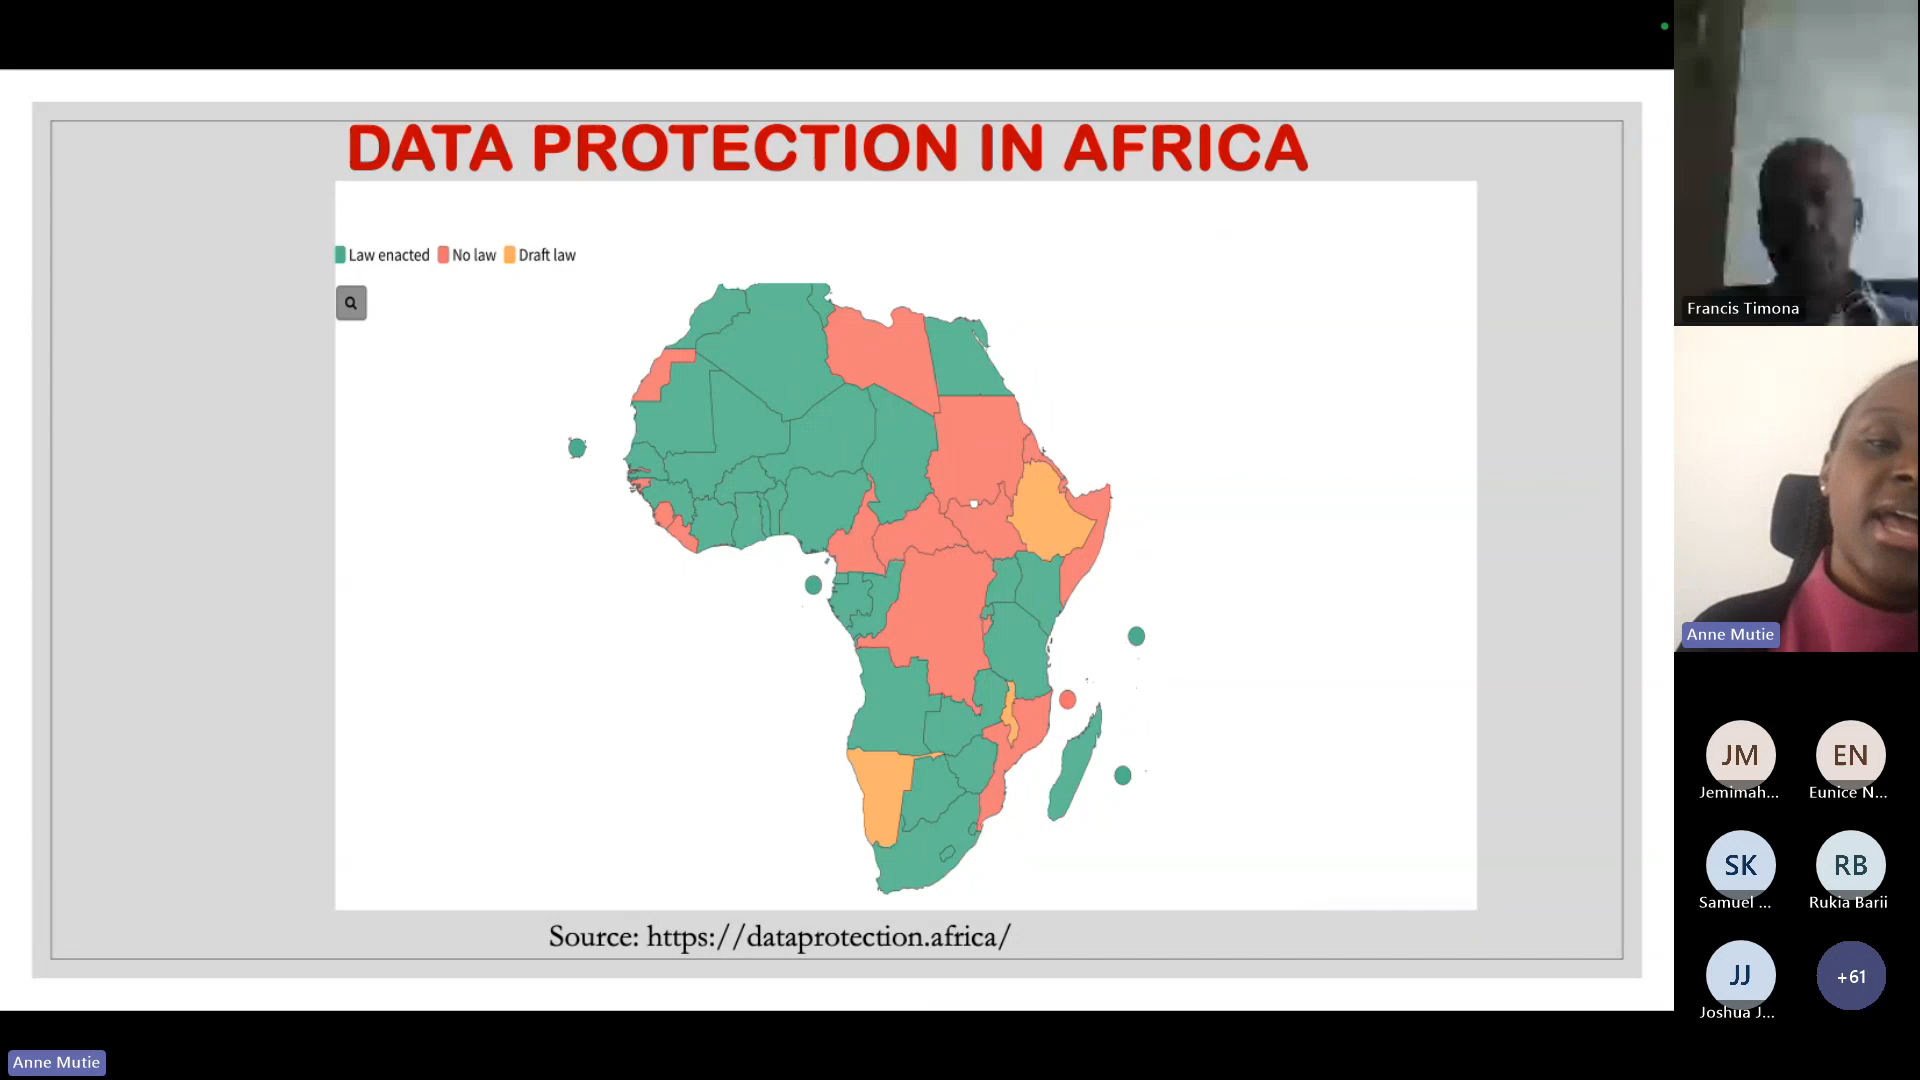 DATA PROTECTION IN AFRICA
Law enacted No law Draft law
Source: https://dataprotection.africa/
Francis Timona
Anne Mutie
JM
EN
Jemimah...
Eunice N...
SK
RB
Samuel ...
Rukia Barii
JJ
+61
Joshua J...
Anne Mutie